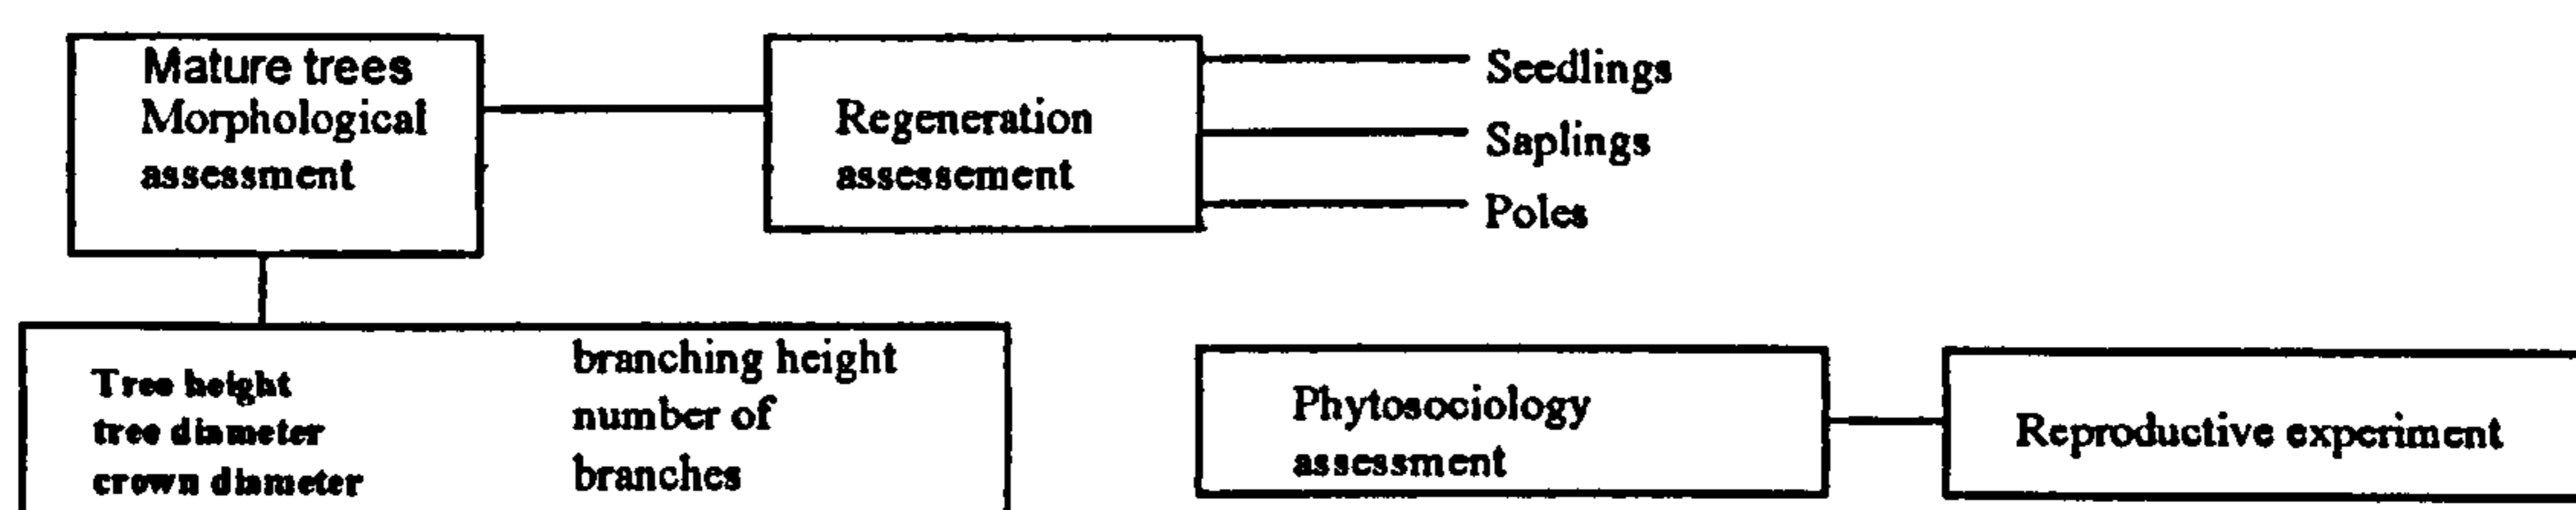 Mature trees
Morphological
assessment
Regeneration
assessement
Seedlings
Saplings
Poles
Tree height
tree diameter
crown diameter
branching height
number of
branches
Phytosociology
assessment
Reproductive experiment